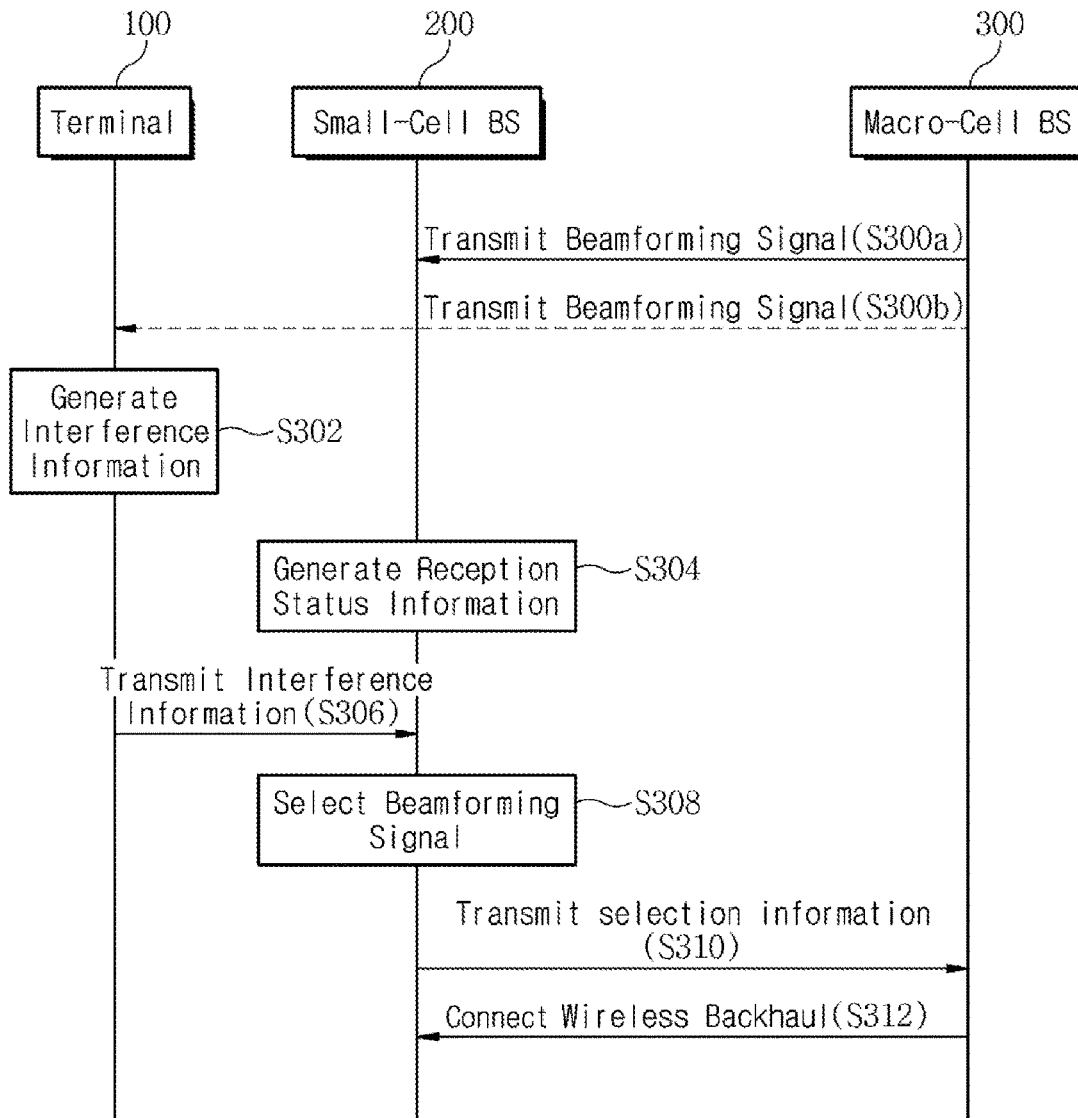 100
200
300
Terminal
Small-Cell BS
Macro-Cell BS
Transmit Beamforming Signal(S300a)
Transmit Beamforming Signal(S300b)
Generate
Interference
Information
S302
Generate Reception
Status Information
S304
Transmit Interference
Information(S306)
Select Beamforming
Signal
S308
Transmit selection information
(S310)
Connect Wireless Backhaul(S312)